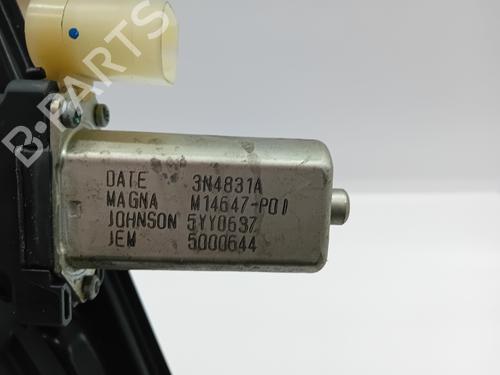 B-PARTS
DATE 3N4831A
MAGNA M14647-P01
JOHNSON 5YY0637
JEM 5000644